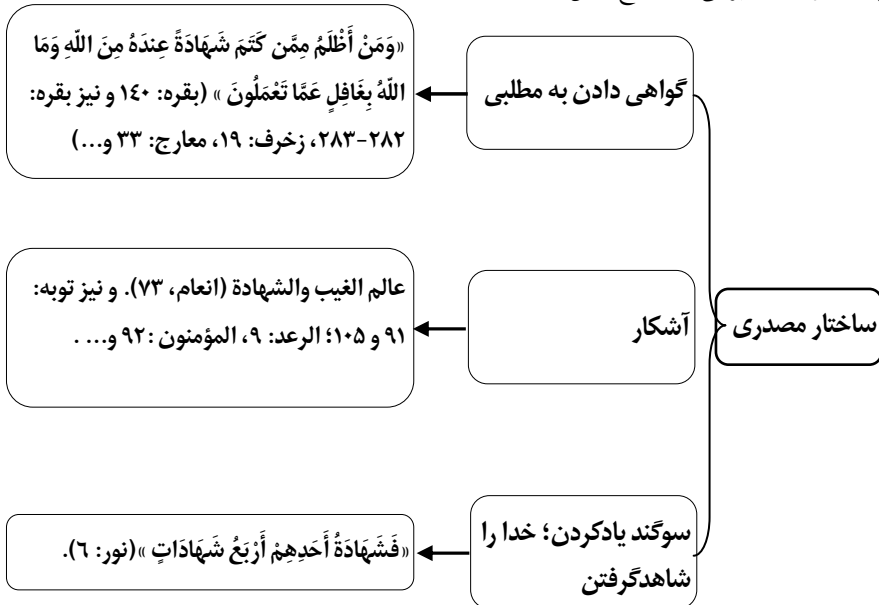 ساختار مصدری
گواهی دادن به مطلبی
«وَمَنْ أَظْلَمُ مِمَّن كَتَمَ شَهَادَةً عِندَهُ مِنَ اللّهِ وَمَا
اللّهُ بِغَافِلٍ عَمَّا تَعْمَلُونَ» (بقره: ١٤٠ و نیز بقره:
۲۸۲-۲۸۳، زخرف: ۱۹، معارج: ۳۳ و...)
آشکار
عالم الغیب والشهادة (انعام، ۷۳). و نیز توبه:
۹۱ و ۱۰۵؛ الرعد: ۹، المؤمنون :۹۲ و... .
سوگند یادکردن؛ خدا را
شاهدگرفتن
«فَشَهَادَةُ أَحَدِهِمْ أَرْبَعُ شَهَادَاتٍ»(نور: ٦).